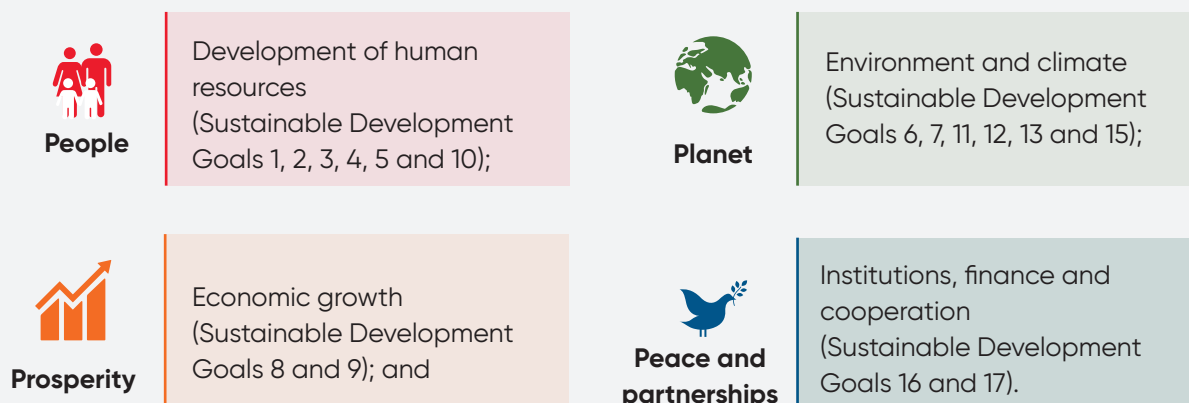 People
Development of human
resources
(Sustainable Development
Goals 1, 2, 3, 4, 5 and 10);
Planet
Environment and climate
(Sustainable Development
Goals 6, 7, 11, 12, 13 and 15);
Prosperity
Economic growth
(Sustainable Development
Goals 8 and 9); and
Peace and
partnerships
Institutions, finance and
cooperation
(Sustainable Development
Goals 16 and 17).